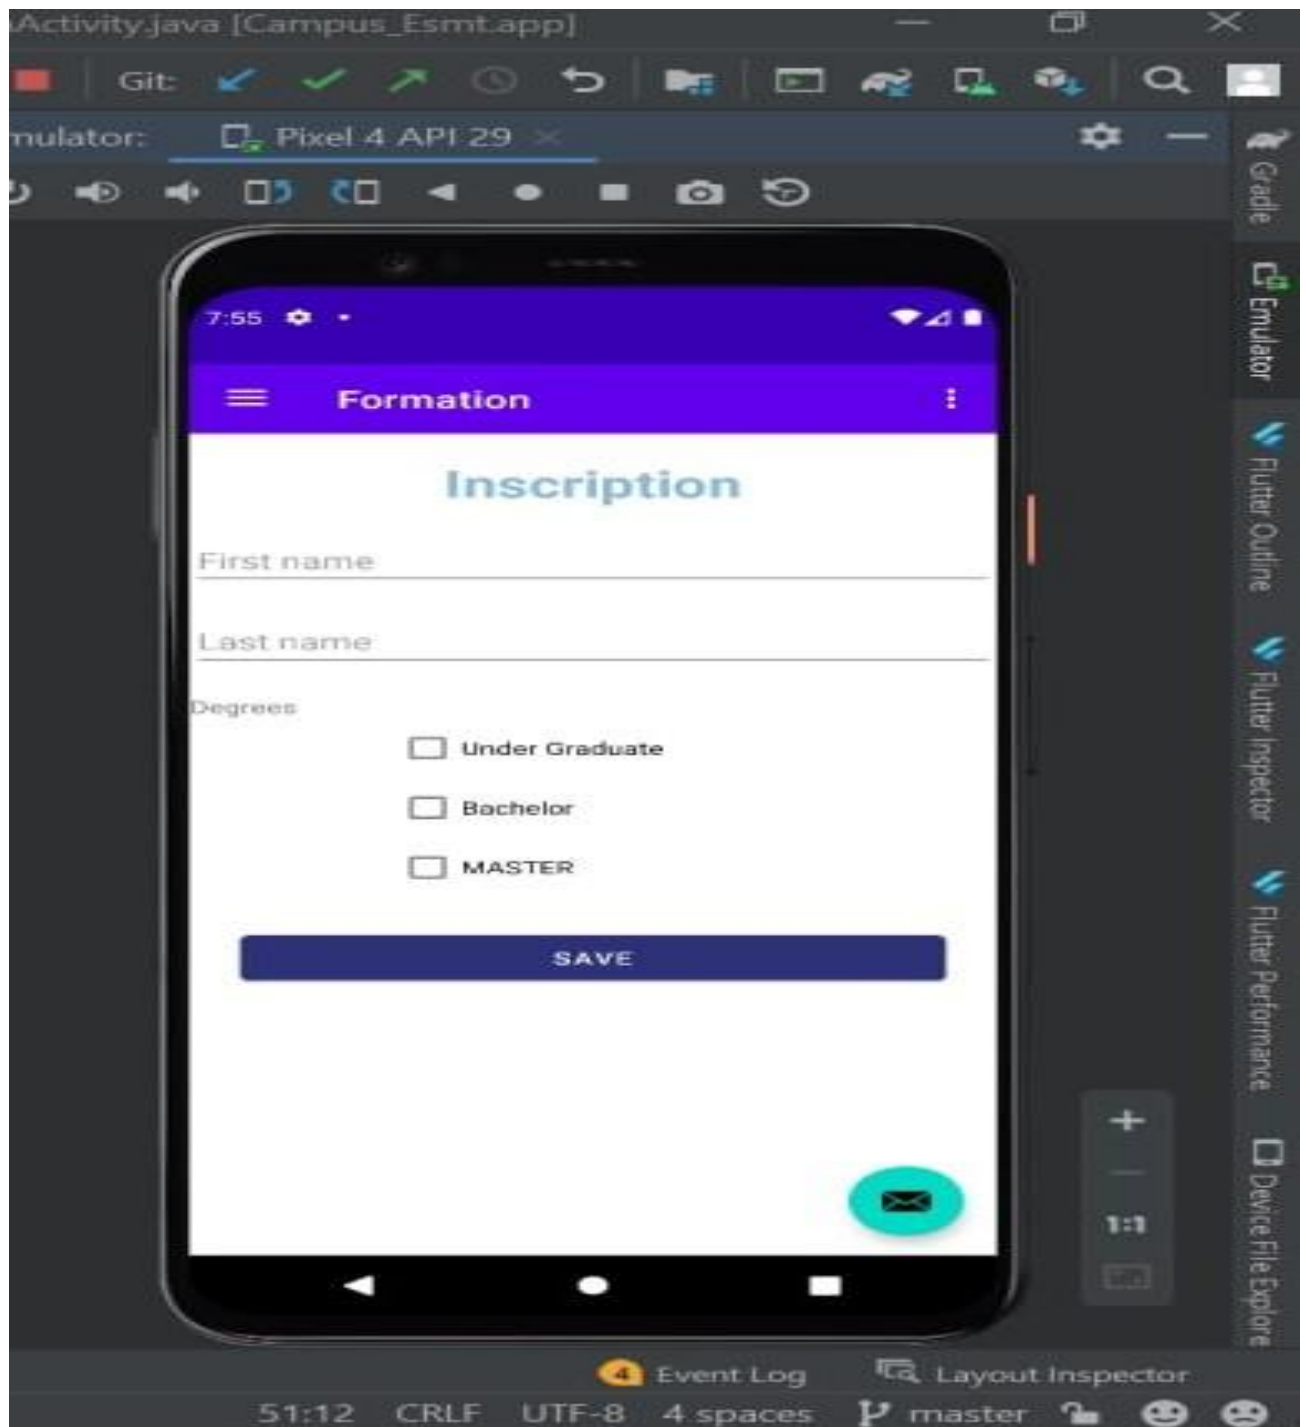 Activity.java [Campus_Esmt.app]
Git:
mulator: Pixel 4 API 29
7:55
Formation
Inscription
First name
Last name
Degrees
Under Graduate
Bachelor
MASTER
SAVE
1:1
Gradle
Emulator
Flutter Outline
Flutter Inspector
Flutter Performance
Device File Explore
4 Event Log Layout Inspector
51:12 CRLF UTF-8 4 spaces master